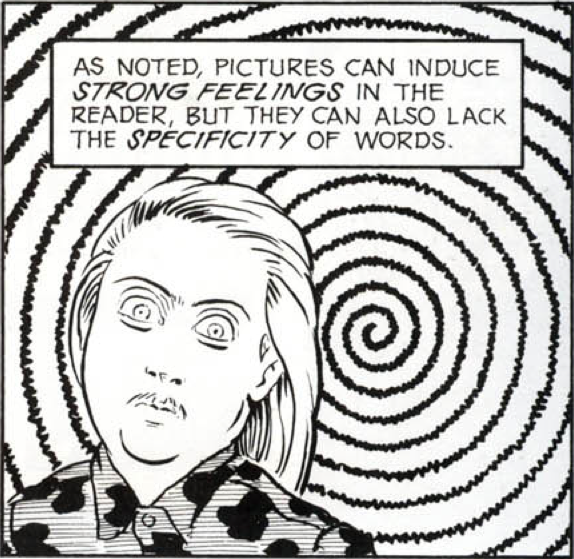 AS NOTED, PICTURES CAN INDUCE
STRONG FEELINGS IN THE
READER, BUT THEY CAN ALSO LACK
THE SPECIFICITY OF WORDS.